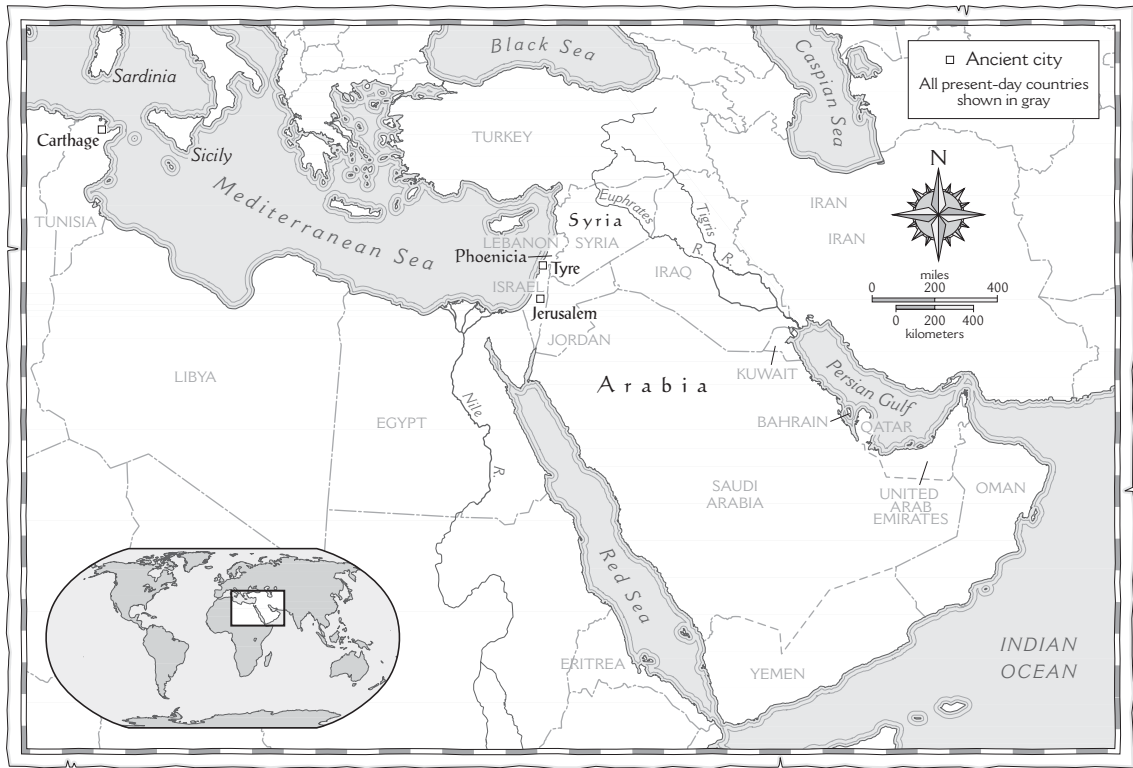 Black Sea
Caspian Sea
□ Ancient city
All present-day countries
shown in gray
Sardinia
Carthage
Sicily
TURKEY
N
Mediterranean Sea
TUNISIA
Syria
Euphrates
R.
Tigris
R.
IRAN
IRAN
LEBANON
SYRIA
Phoenicia
Tyre
IRAQ
ISRAEL
Jerusalem
JORDAN
miles
0 200 400
0 200 400
kilometers
KUWAIT
LIBYA
Arabia
Persian Gulf
Nile
R.
EGYPT
BAHRAIN
QATAR
SAUDI
ARABIA
UNITED
ARAB
EMIRATES
OMAN
Red Sea
ERITREA
YEMEN
INDIAN
OCEAN